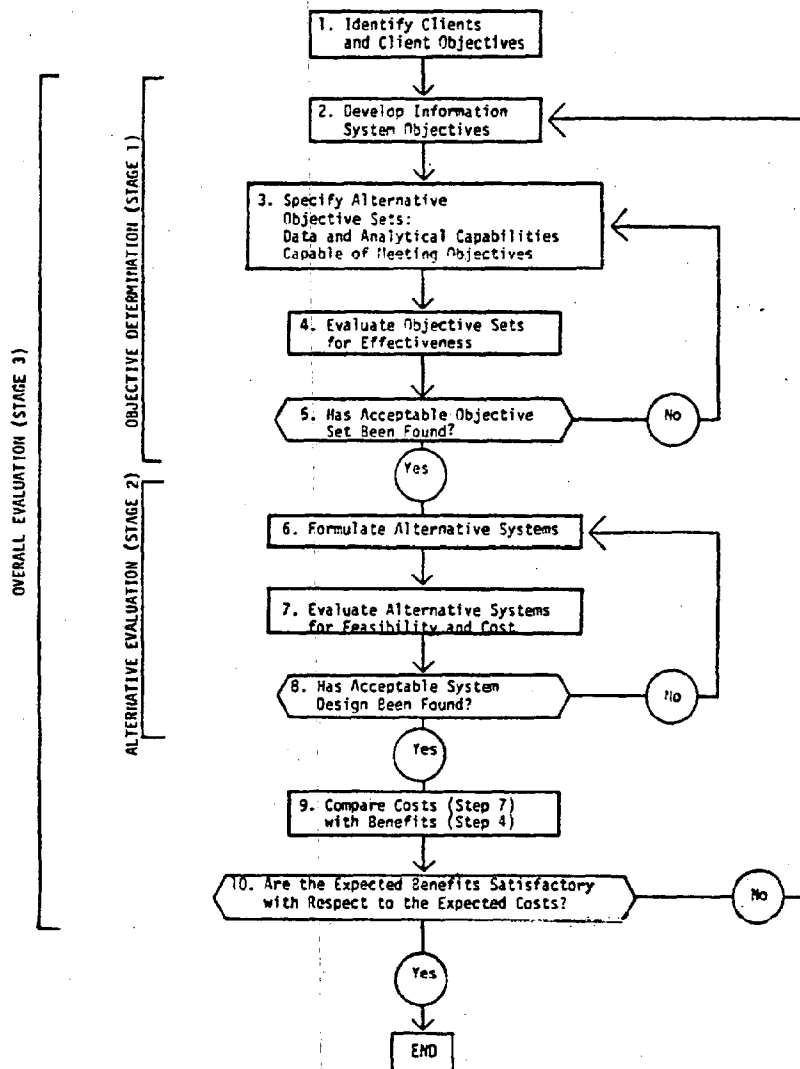 1. Identify Clients
and Client Objectives
2. Develop Information
System Objectives
3. Specify Alternative
Objective Sets:
Data and Analytical Capabilities
Capable of Meeting Objectives
4. Evaluate Objective Sets
for Effectiveness
5. Has Acceptable Objective
Set Been Found?
No
Yes
6. Formulate Alternative Systems
7. Evaluate Alternative Systems
for Feasibility and Cost
8. Has Acceptable System
Design Been Found?
No
Yes
9. Compare Costs (Step 7)
with Benefits (Step 4)
10. Are the Expected Benefits Satisfactory
with Respect to the Expected Costs?
No
Yes
END
OVERALL EVALUATION (STAGE 3)
OBJECTIVE DETERMINATION (STAGE 1)
ALTERNATIVE EVALUATION (STAGE 2)